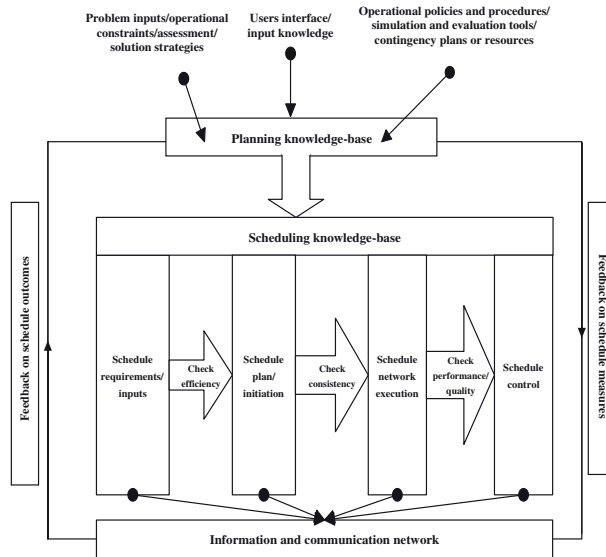 Problem inputs/operational
constraints/assessment/
solution strategies
Users interface/
input knowledge
Operational policies and procedures/
simulation and evaluation tools/
contingency plans or resources
Planning knowledge-base
Scheduling knowledge-base
Feedback on schedule outcomes
Schedule
requirements/
inputs
Check
efficiency
Schedule
plan/
initiation
Check
consistency
Schedule
network
execution
Check
performance/
quality
Schedule
control
Feedback on schedule measures
Information and communication network